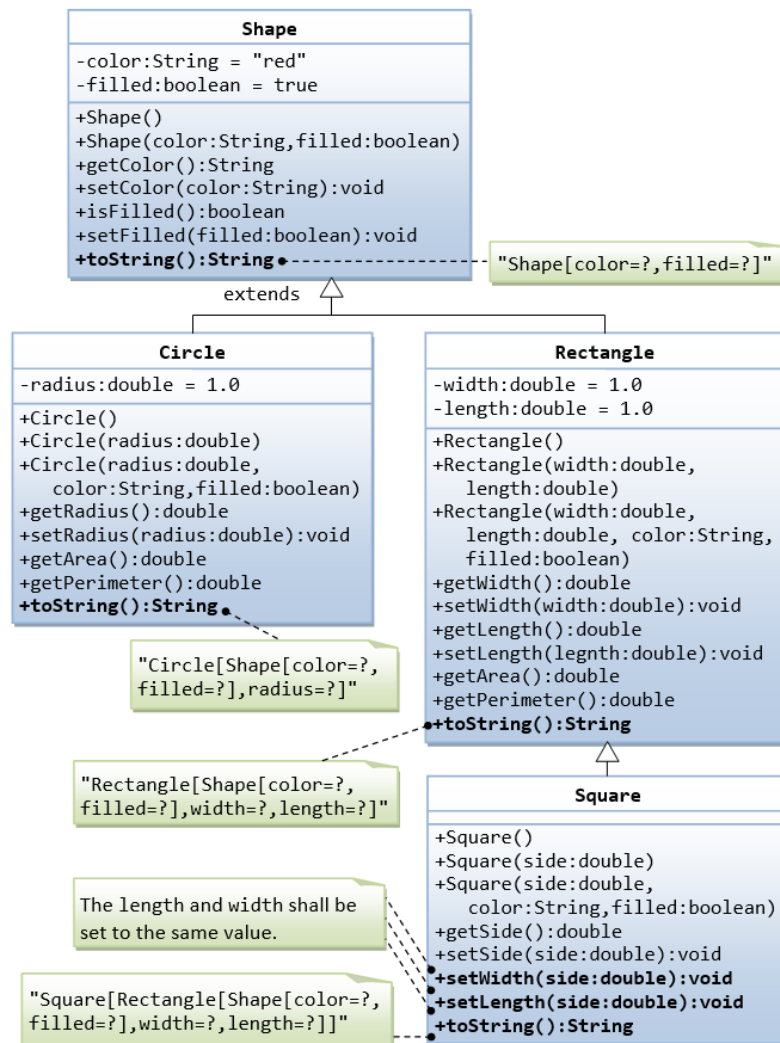 Shape
-color:String = "red"
-filled:boolean = true
+Shape()
+Shape(color:String,filled:boolean)
+getColor():String
+setColor(color:String):void
+isFilled():boolean
+setFilled(filled:boolean):void
+toString():String
"Shape[color=?,filled=?]"
extends
Circle
-radius:double = 1.0
+Circle()
+Circle(radius:double)
+Circle(radius:double,
color:String,filled:boolean)
+getRadius():double
+setRadius(radius:double):void
+getArea():double
+getPerimeter():double
+toString():String
"Circle[Shape[color=?,
filled=?],radius=?]"
Rectangle
-width:double = 1.0
-length:double = 1.0
+Rectangle()
+Rectangle(width:double,
length:double)
+Rectangle(width:double,
length:double, color:String,
filled:boolean)
+getWidth():double
+setWidth(width:double):void
+getLength():double
+setLength(legnth:double):void
+getArea():double
+getPerimeter():double
+toString():String
"Rectangle[Shape[color=?,
filled=?],width=?,length=?]"
Square
+Square()
+Square(side:double)
+Square(side:double,
color:String,filled:boolean)
+getSide():double
+setSide(side:double):void
+setWidth(side:double):void
+setLength(side:double):void
+toString():String
The length and width shall be
set to the same value.
"Square[Rectangle[Shape[color=?,
filled=?],width=?,length=?]]"